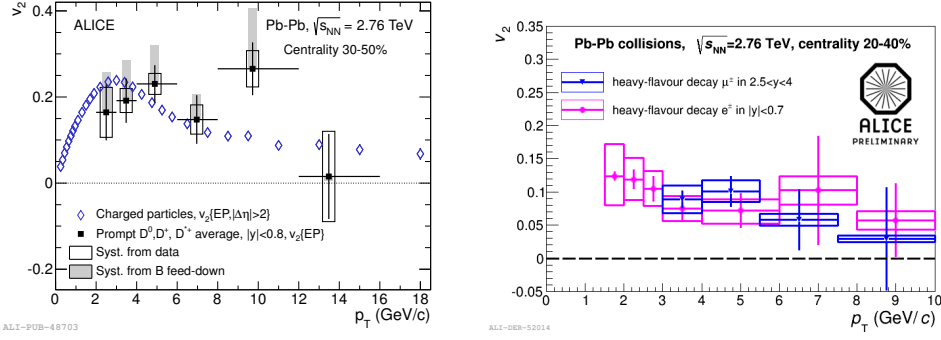 v₂
0.4
0.2
0
-0.2
ALICE
Pb-Pb, √sNN = 2.76 TeV
Centrality 30-50%
Charged particles, v₂{EP,|Δη|>2}
Prompt D⁰,D⁺, D*⁺ average, |y|<0.8, v₂{EP}
Syst. from data
Syst. from B feed-down
0 2 4 6 8 10 12 14 16 18
pT (GeV/c)
ALI-PUB-48703
v₂
0.35
0.3
0.25
0.2
0.15
0.1
0.05
0
-0.05
Pb-Pb collisions, √sNN=2.76 TeV, centrality 20-40%
heavy-flavour decay μ± in 2.5<y<4
heavy-flavour decay e± in |y|<0.7
ALICE
PRELIMINARY
0 1 2 3 4 5 6 7 8 9 10
pT (GeV/c)
ALI-DER-52014